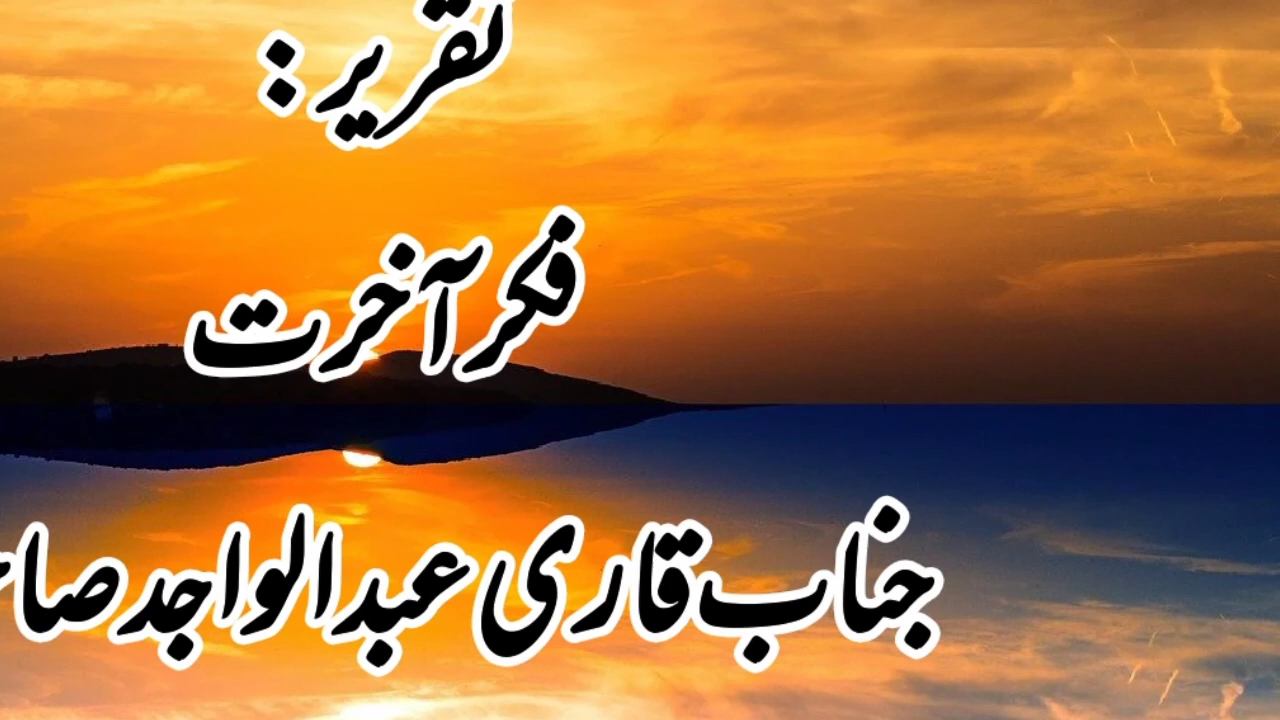 تقریر :
فکر آخرت
جناب قاری عبدالواجد